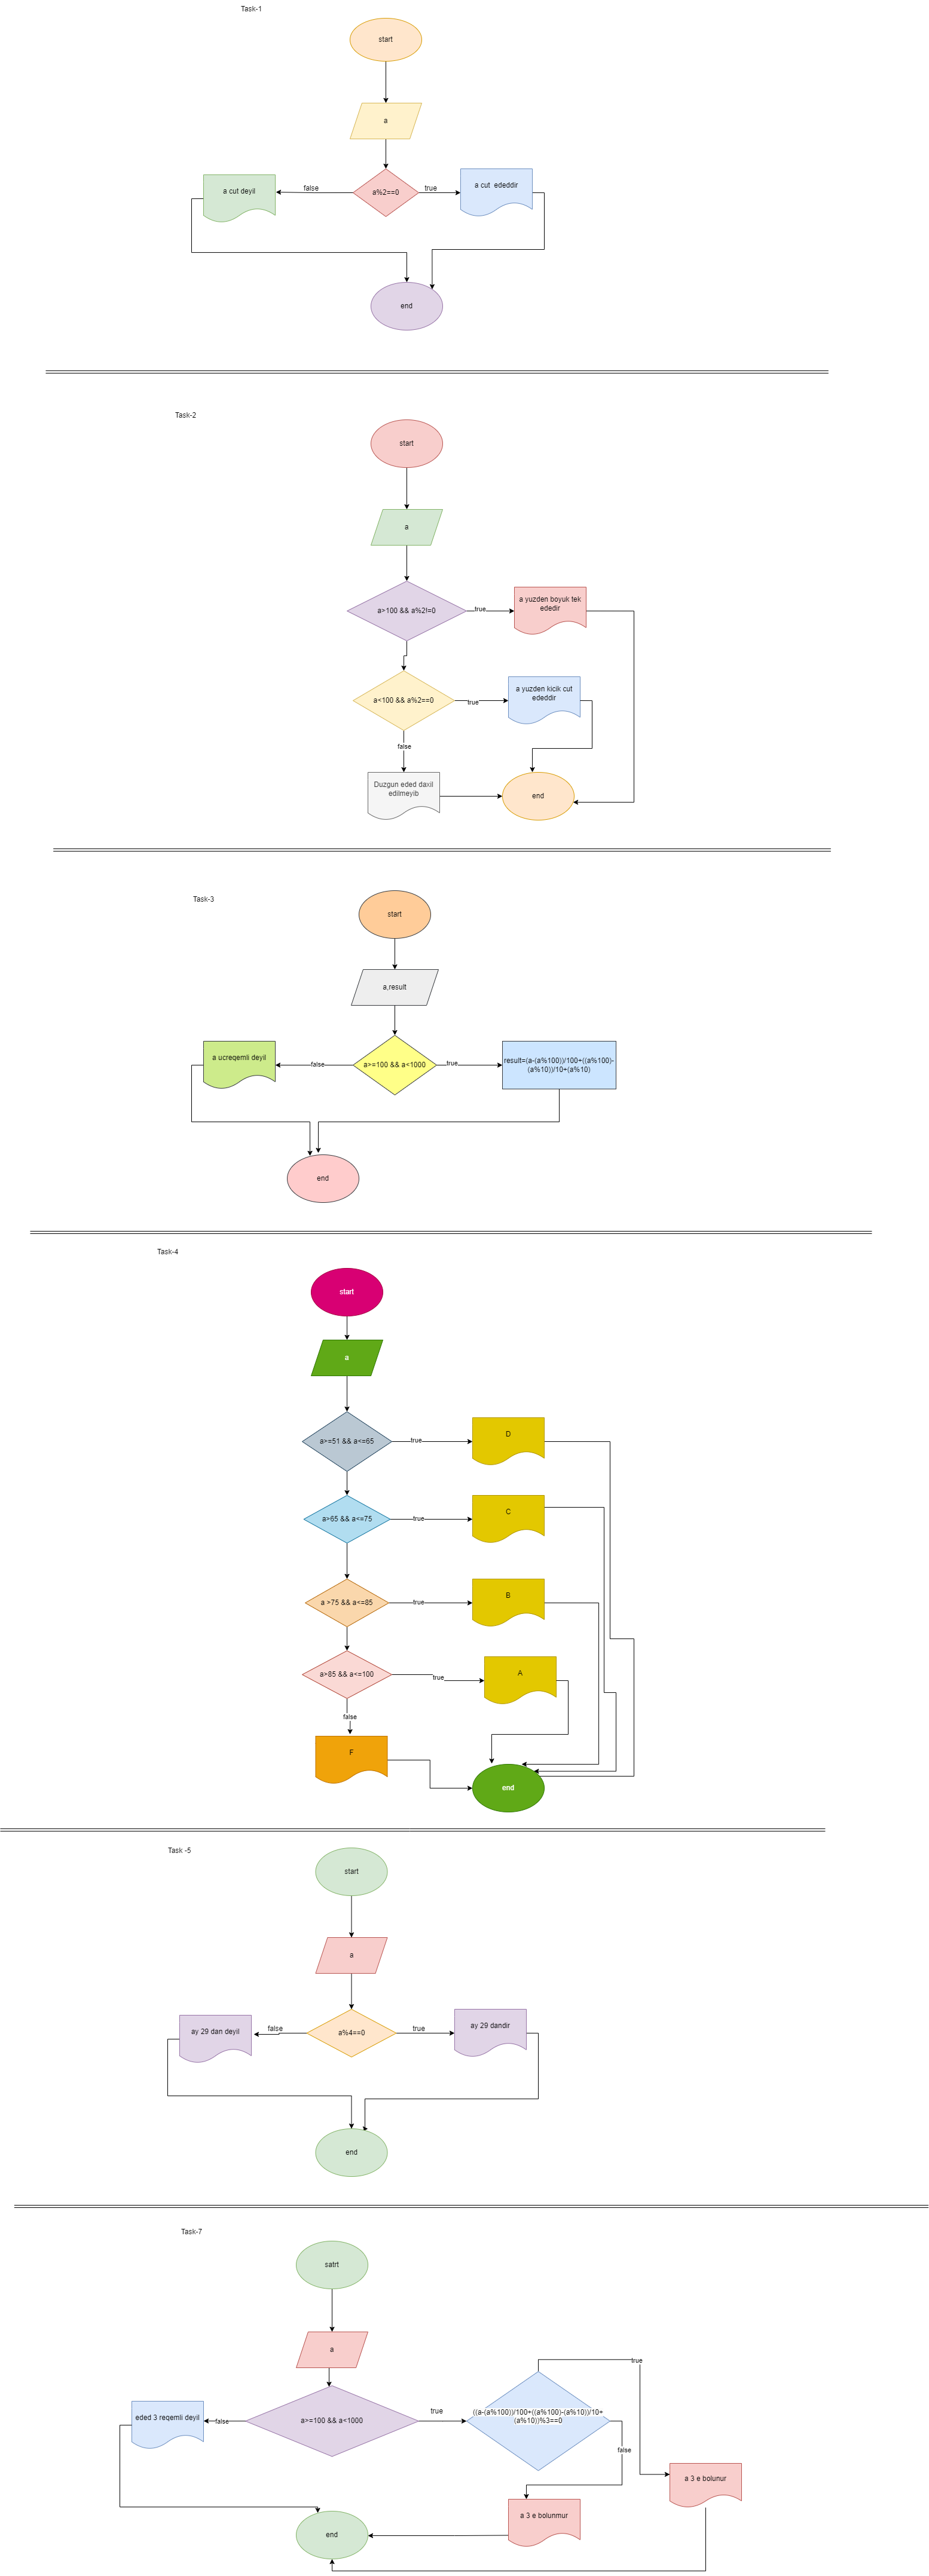 Task-1
start
a
a cut deyil
false
a%2==0
true
a cut ededdir
end
Task-2
start
a
a>100 && a%2!=0
true
a yuzden boyuk tek
ededir
a<100 && a%2==0
true
a yuzden kicik cut
ededdir
false
Duzgun eded daxil
edilmeyib
end
Task-3
start
a,result
a ucreqemli deyil
false
a>=100 && a<1000
true
result=(a-(a%100))/100+((a%100)-
(a%10))/10+(a%10)
end
Task-4
start
a
a>=51 && a<=65
true
D
a>65 && a<=75
true
C
a >75 && a<=85
true
B
a>85 && a<=100
true
A
false
F
end
Task -5
start
a
ay 29 dan deyil
false
a%4==0
true
ay 29 dandir
end
Task-7
satrt
a
eded 3 reqemli deyil
false
a>=100 && a<1000
true
((a-(a%100))/100+((a%100)-(a%10))/10+
(a%10))%3==0
true
false
a 3 e bolunur
a 3 e bolunmur
end